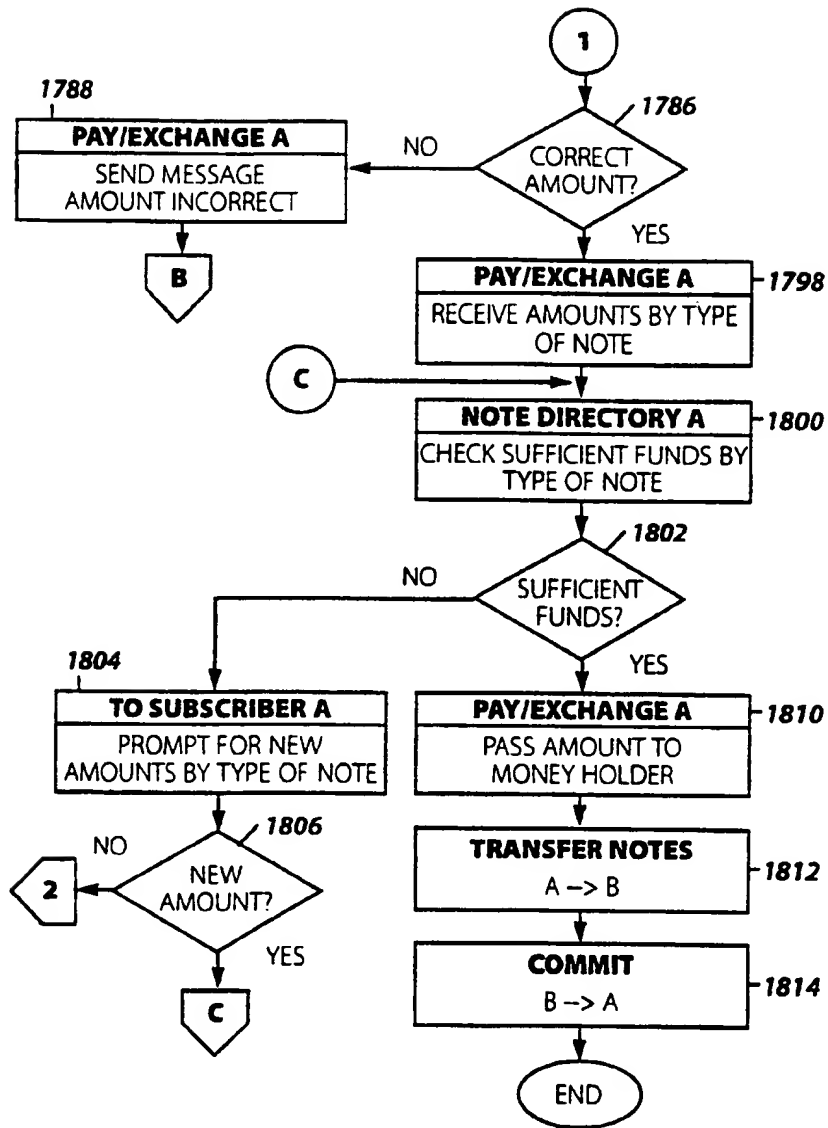 1
1788
1786
PAY/EXCHANGE A
NO
CORRECT
AMOUNT?
SEND MESSAGE
AMOUNT INCORRECT
YES
B
PAY/EXCHANGE A
1798
RECEIVE AMOUNTS BY TYPE
OF NOTE
C
NOTE DIRECTORY A
1800
CHECK SUFFICIENT FUNDS BY
TYPE OF NOTE
1802
NO
SUFFICIENT
FUNDS?
YES
1804
TO SUBSCRIBER A
PROMPT FOR NEW
AMOUNTS BY TYPE OF NOTE
PAY/EXCHANGE A
1810
PASS AMOUNT TO
MONEY HOLDER
1806
NO
2
NEW
AMOUNT?
YES
C
TRANSFER NOTES
1812
A -> B
COMMIT
1814
B -> A
END